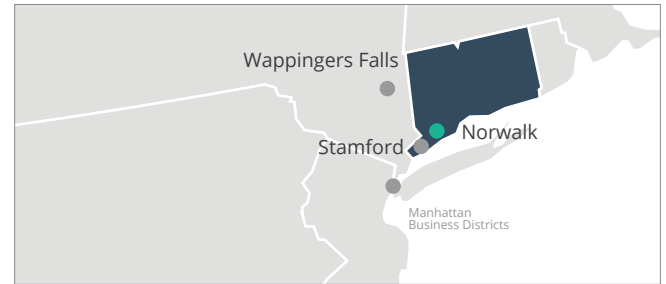 Wappingers Falls
Norwalk
Stamford
Manhattan
Business Districts